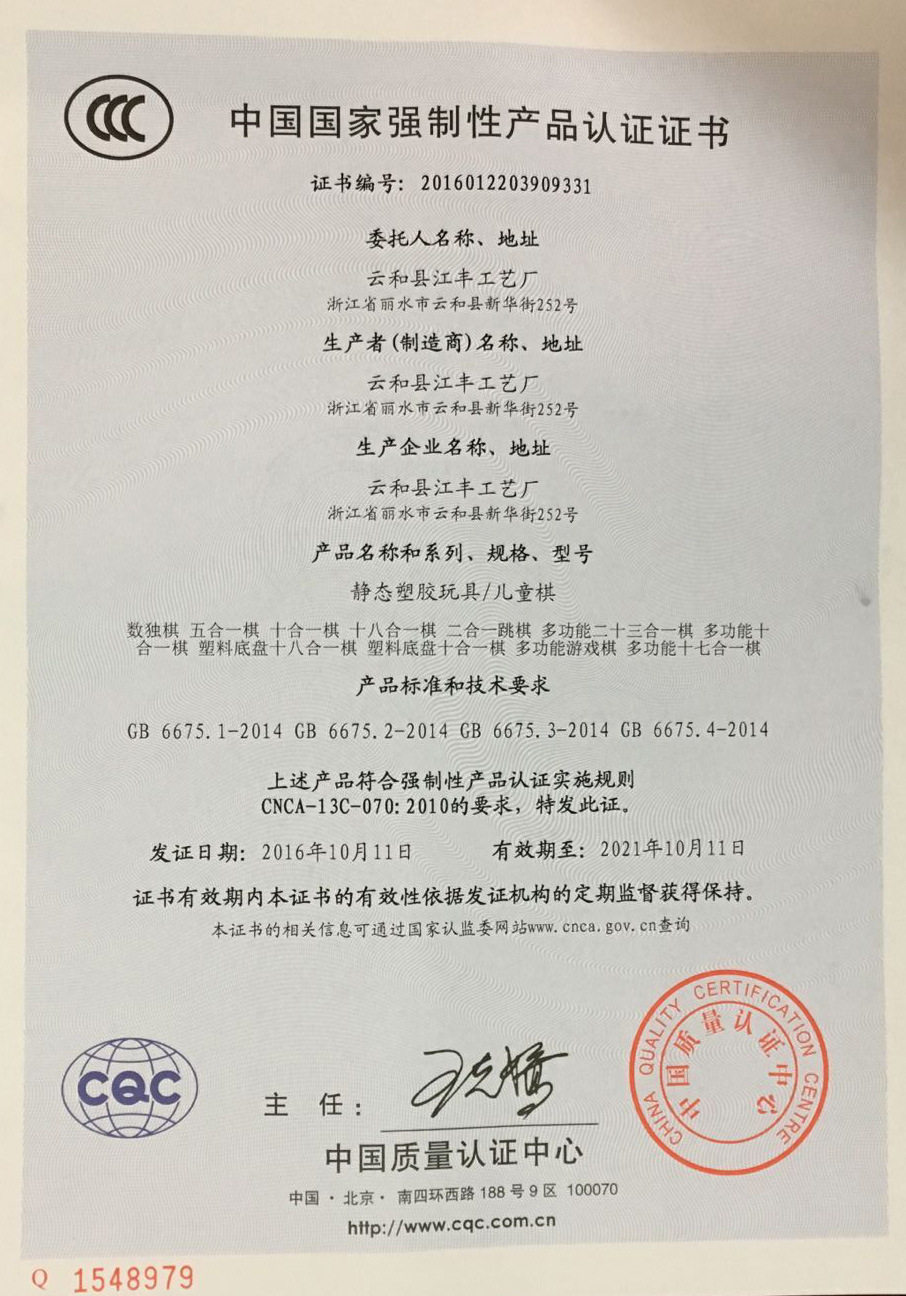 中国国家强制性产品认证证书
证书编号: 2016012203909331
委托人名称、地址
云和县江丰工艺厂
浙江省丽水市云和县新华街252号
生产者(制造商)名称、地址
云和县江丰工艺厂
浙江省丽水市云和县新华街252号
生产企业名称、地址
云和县江丰工艺厂
浙江省丽水市云和县新华街252号
产品名称和系列、规格、型号
静态塑胶玩具/儿童棋
数独棋 五合一棋 十合一棋 十八合一棋 二合一跳棋 多功能二十三合一棋 多功能十
合一棋 塑料底盘十八合一棋 塑料底盘十合一棋 多功能游戏棋 多功能十七合一棋
产品标准和技术要求
GB 6675.1-2014 GB 6675.2-2014 GB 6675.3-2014 GB 6675.4-2014
上述产品符合强制性产品认证实施规则
CNCA-13C-070:2010的要求，特发此证。
发证日期: 2016年10月11日 有效期至: 2021年10月11日
证书有效期内本证书的有效性依据发证机构的定期监督获得保持。
本证书的相关信息可通过国家认监委网站www.cnca.gov.cn查询
CQC
主 任:
CHINA QUALITY CERTIFICATION CENTRE
中国质量认证中心
中国质量认证中心
中国·北京·南四环西路188号9区 100070
http://www.cqc.com.cn
Q 1548979